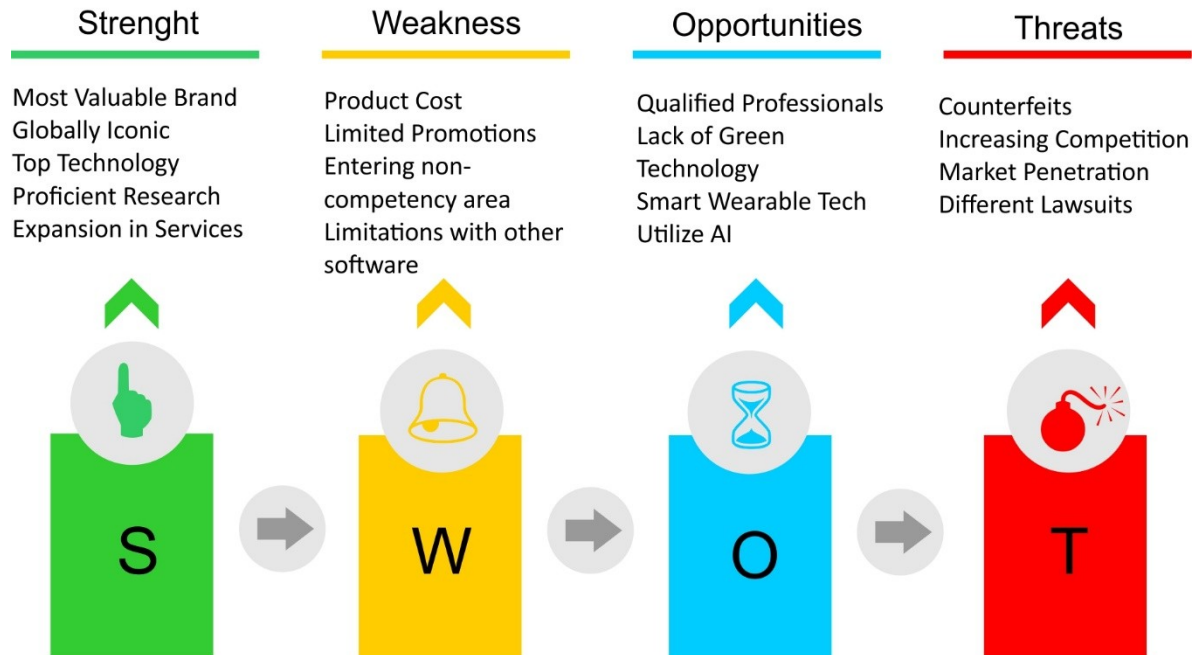 Strenght
Most Valuable Brand
Globally Iconic
Top Technology
Proficient Research
Expansion in Services
S
Weakness
Product Cost
Limited Promotions
Entering non-
competency area
Limitations with other
software
W
Opportunities
Qualified Professionals
Lack of Green
Technology
Smart Wearable Tech
Utilize AI
O
Threats
Counterfeits
Increasing Competition
Market Penetration
Different Lawsuits
T